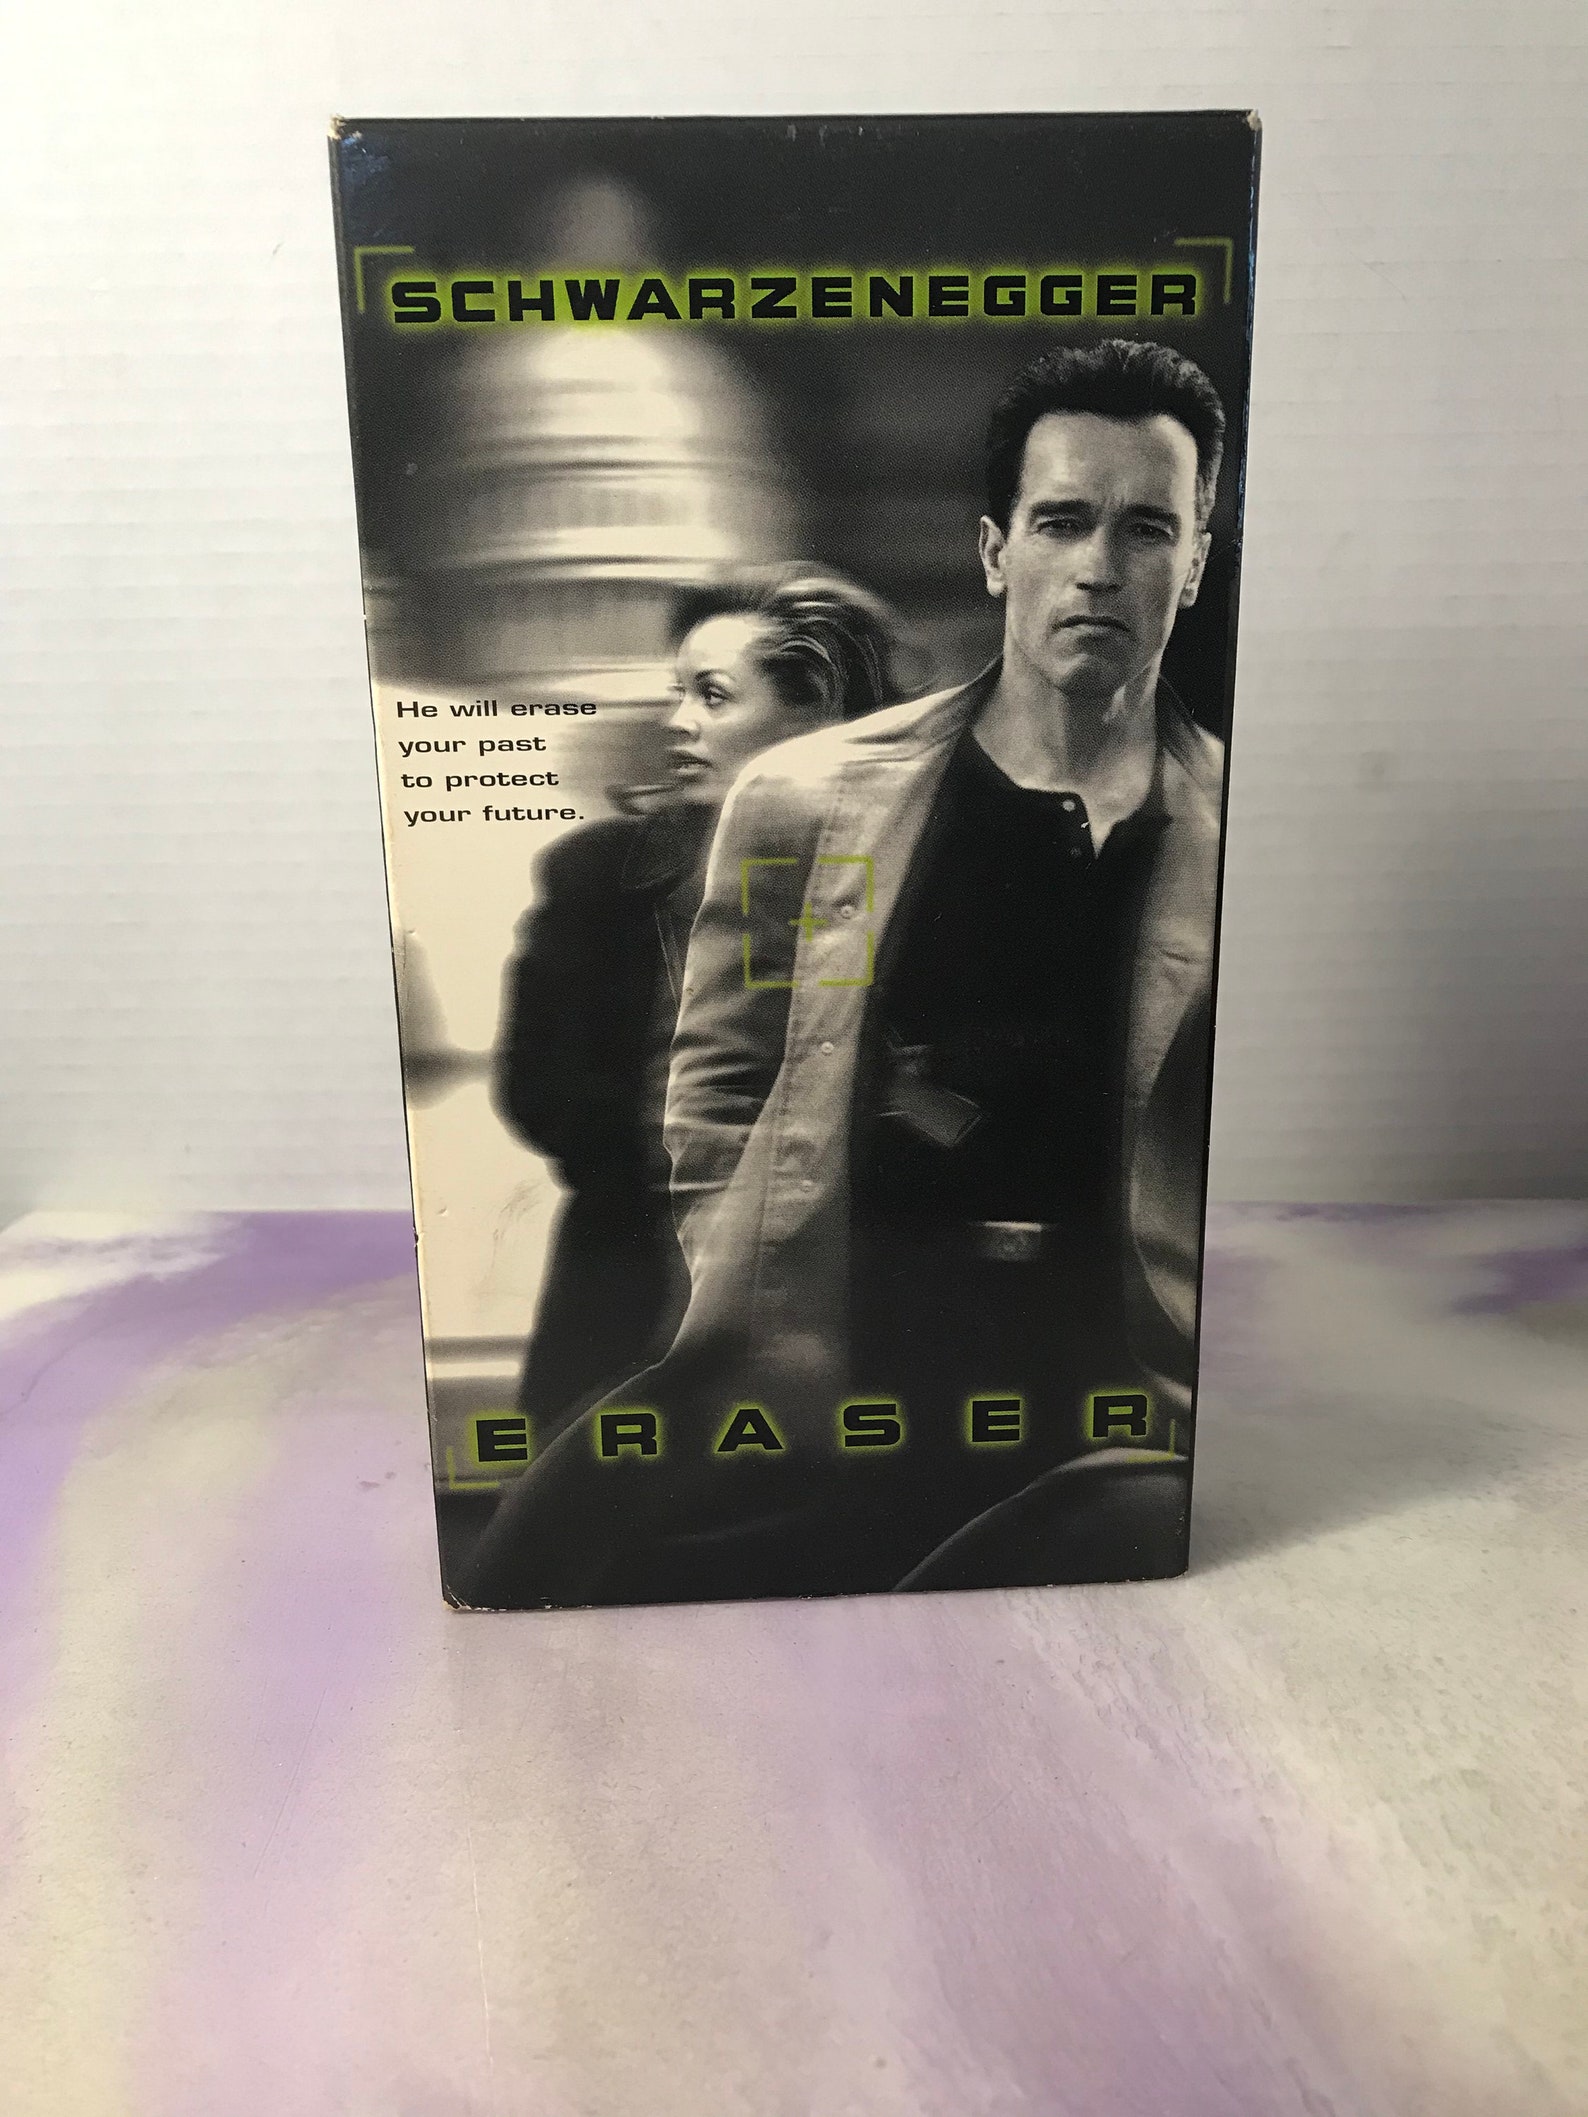 SCHWARZENEGGER
He will erase
your past
to protect
your future.
ERASER